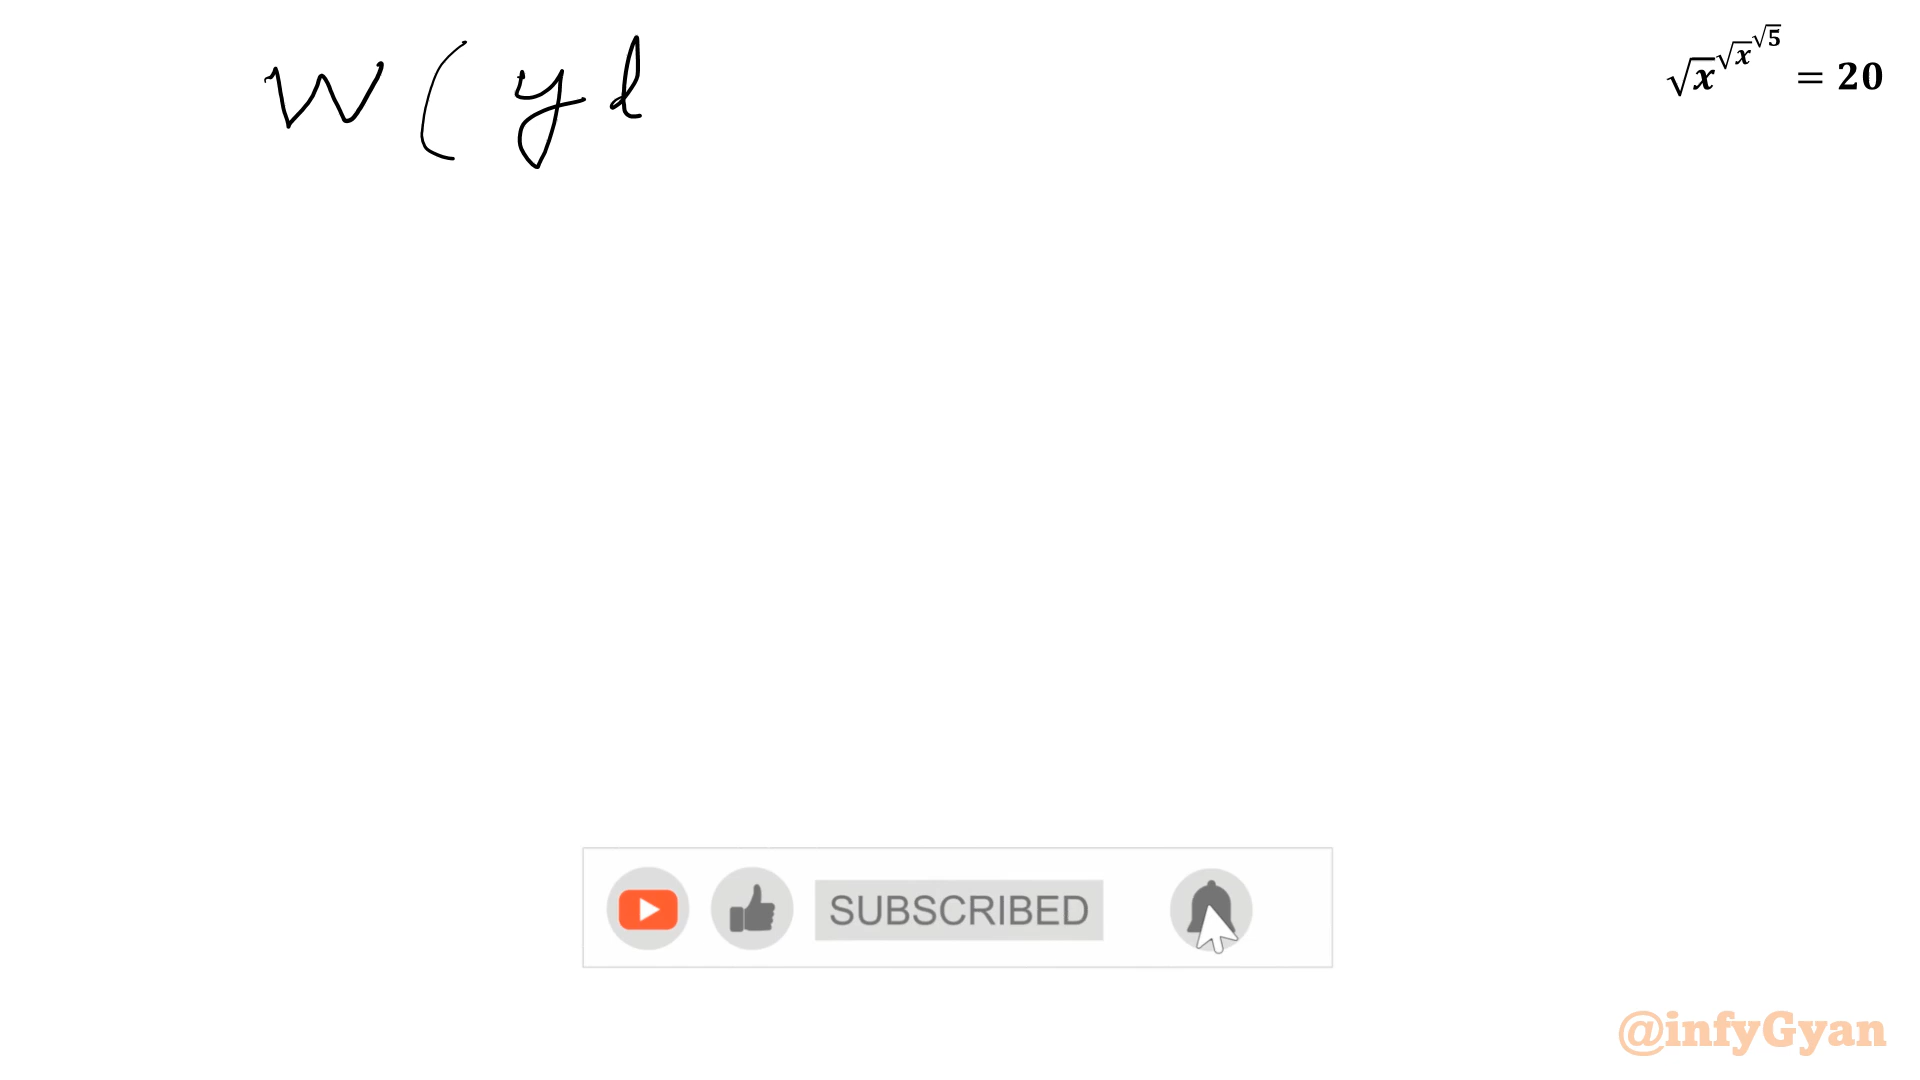 W ( y l
√x^√x^√5 = 20
SUBSCRIBED
@infyGyan